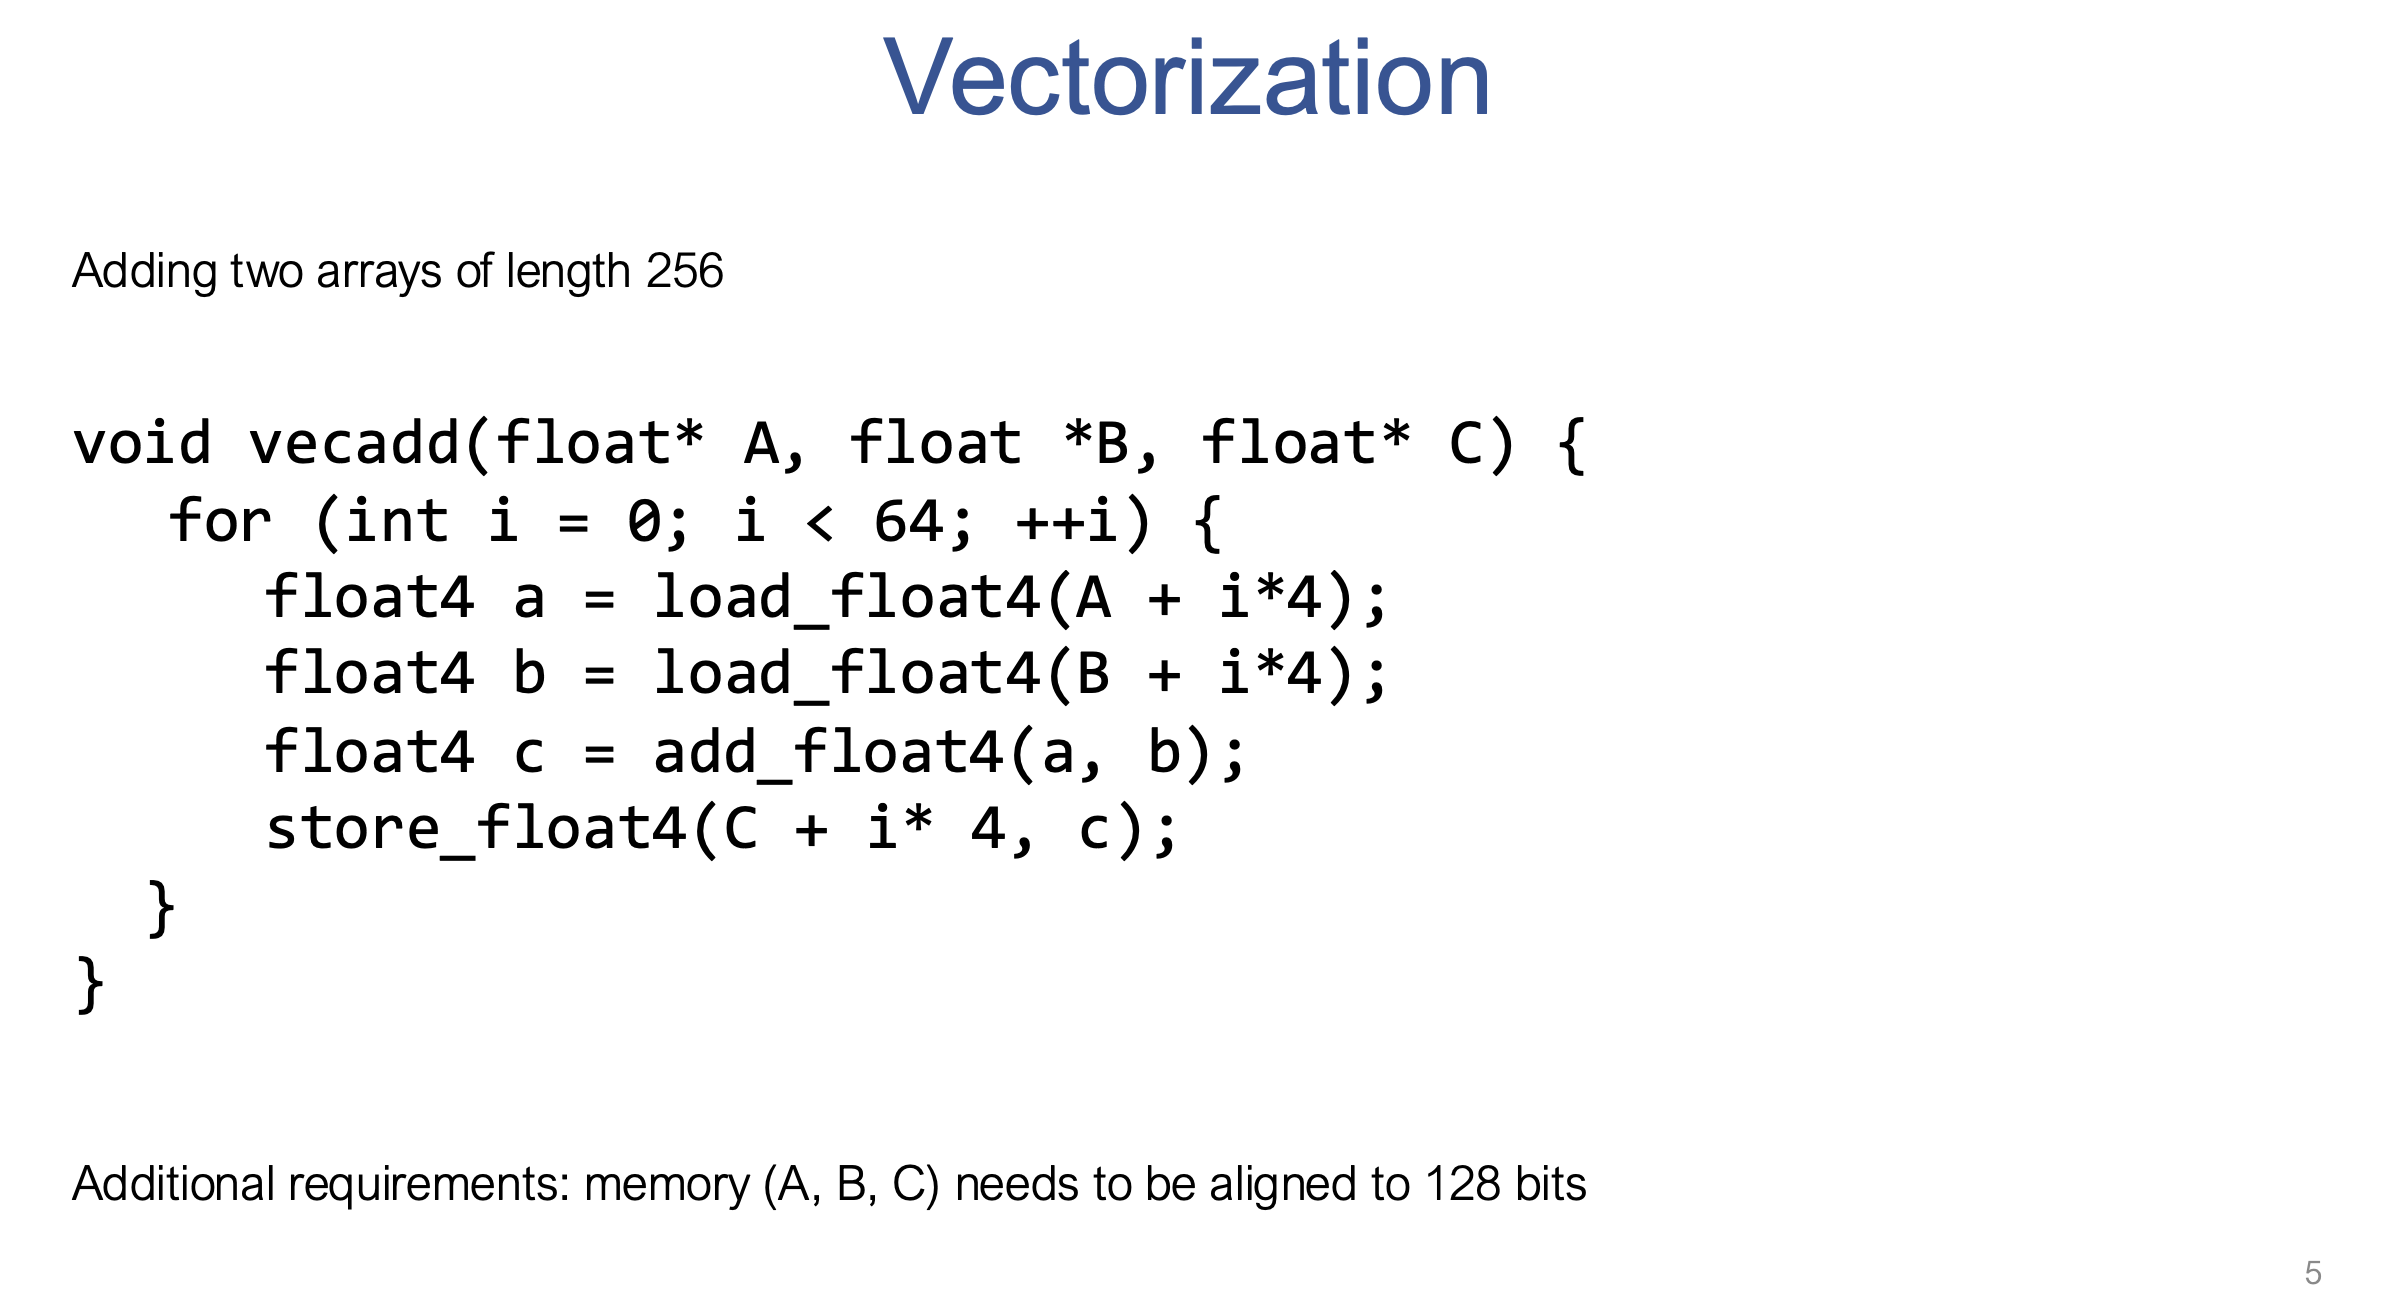 Vectorization
Adding two arrays of length 256
void vecadd(float* A, float *B, float* C) {
for (int i = 0; i < 64; ++i) {
float4 a = load_float4(A + i*4);
float4 b = load_float4(B + i*4);
float4 c = add_float4(a, b);
store_float4(C + i* 4, c);
}
}
Additional requirements: memory (A, B, C) needs to be aligned to 128 bits
5